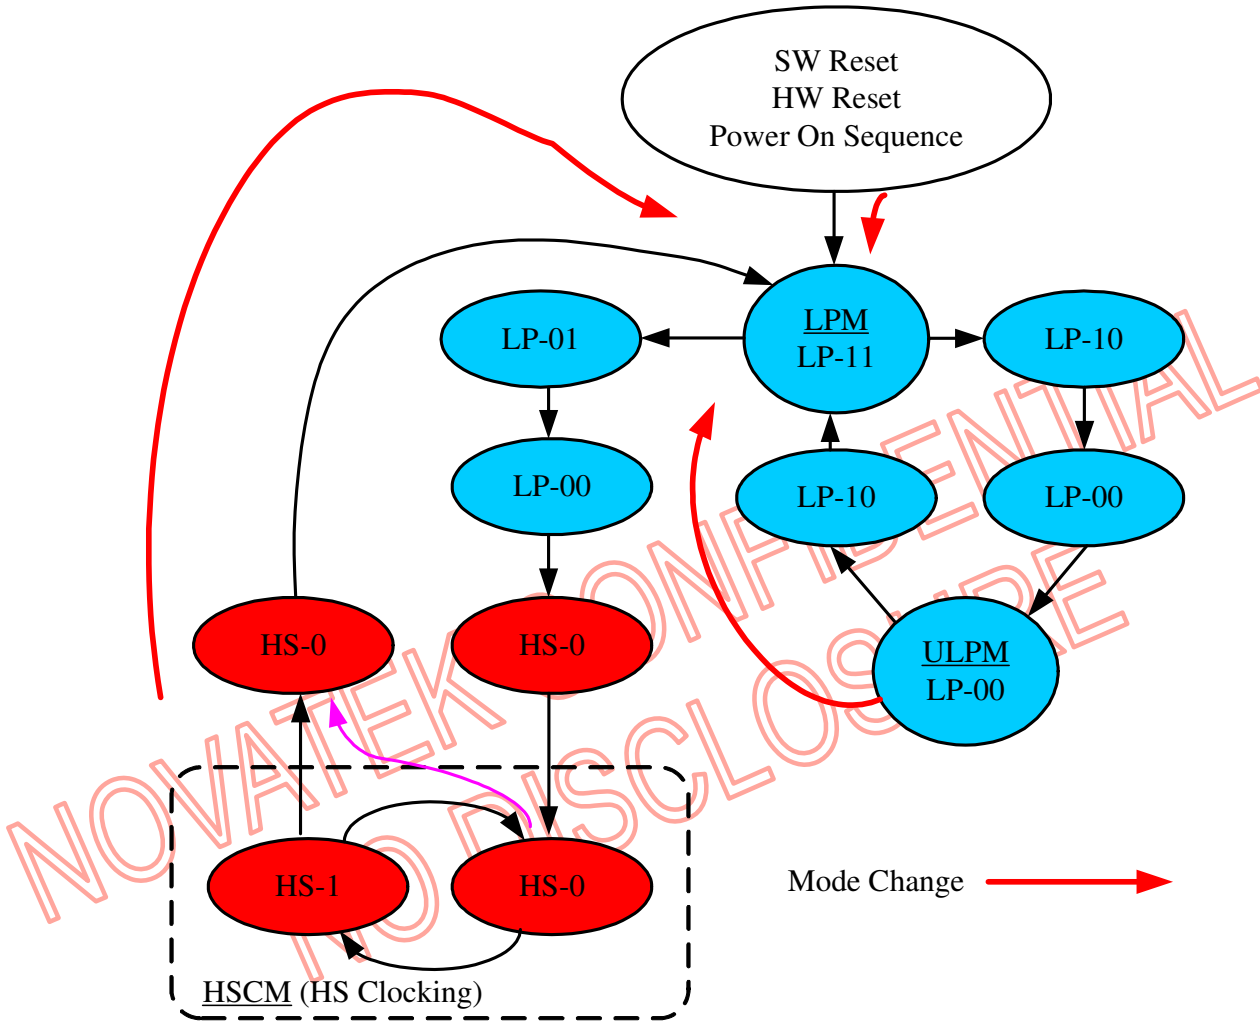 SW Reset
HW Reset
Power On Sequence
LPM
LP-11
LP-01
LP-10
LP-00
LP-10
LP-00
HS-0
HS-0
ULPM
LP-00
HS-1
HS-0
Mode Change
HSCM (HS Clocking)
NOVATEK CONFIDENTIAL
NO DISCLOSURE